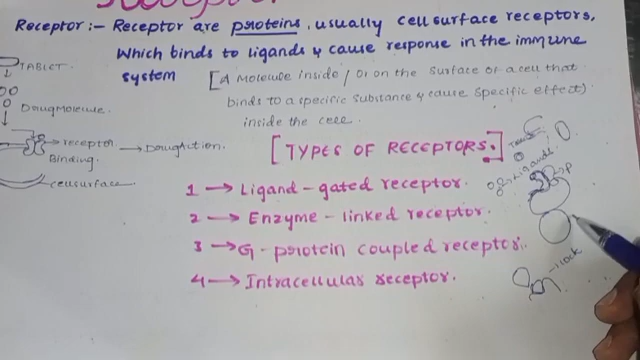 Receptor
Receptor :- Receptor are proteins, usually cell surface receptors,
Which binds to ligands & cause response in the immune
system [a Molecule inside / or on the surface of a cell that
binds to a specific substance & cause specific effect)
inside the cell.
TABLET
Drug Molecule.
receptor Binding. → Drug Action.
cell surface
[TYPES OF RECEPTORS.]
1 → Ligand - gated receptor.
2 → Enzyme - linked receptor.
3 → G - protein coupled receptor.
4 → Intracellular receptor.
Ligands
P
lock